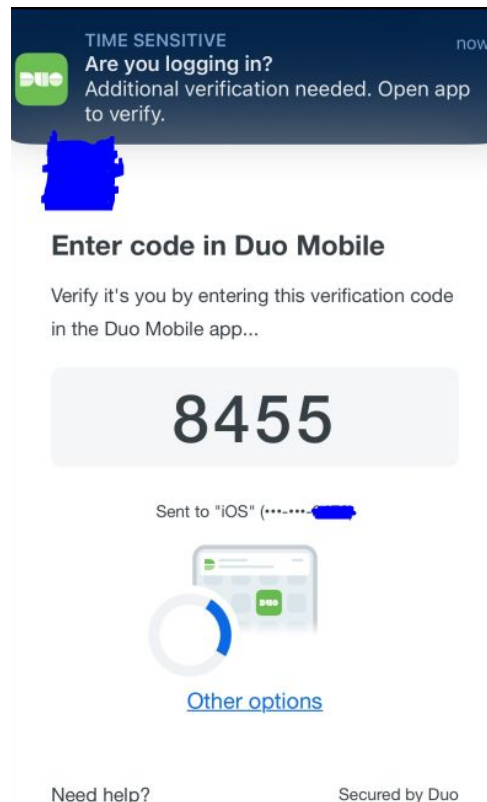 TIME SENSITIVE now
Are you logging in?
Additional verification needed. Open app
to verify.
DUO
Enter code in Duo Mobile
Verify it's you by entering this verification code
in the Duo Mobile app...
8455
Sent to "iOS" (•••-•••-
DUO
Other options
Need help? Secured by Duo